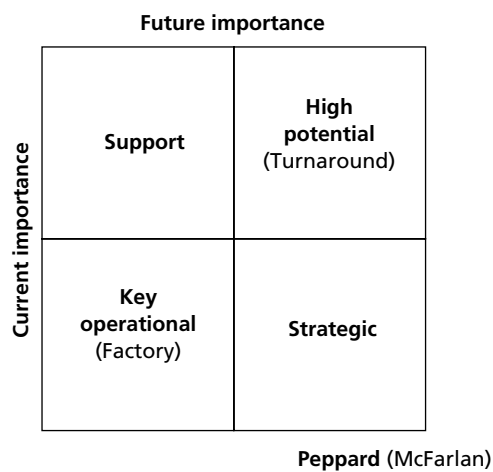 Future importance
Current importance
Support
High
potential
(Turnaround)
Key
operational
(Factory)
Strategic
Peppard (McFarlan)